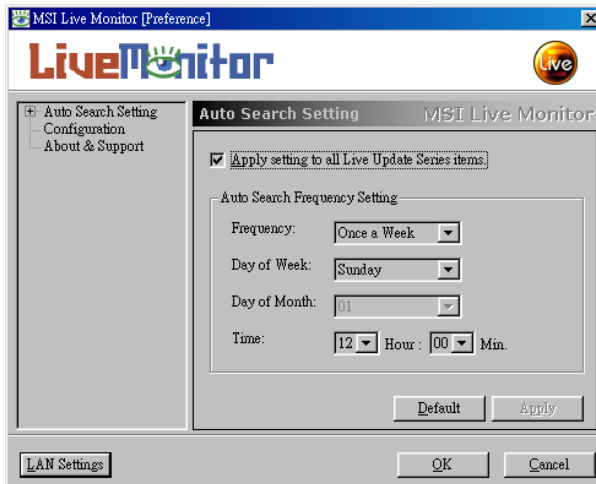 MSI Live Monitor [Preference]
LiveMonitor
Live
Auto Search Setting
Configuration
About & Support
Auto Search Setting MSI Live Monitor
Apply setting to all Live Update Series items.
Auto Search Frequency Setting
Frequency: Once a Week
Day of Week: Sunday
Day of Month: 01
Time: 12 Hour : 00 Min.
Default Apply
LAN Settings OK Cancel